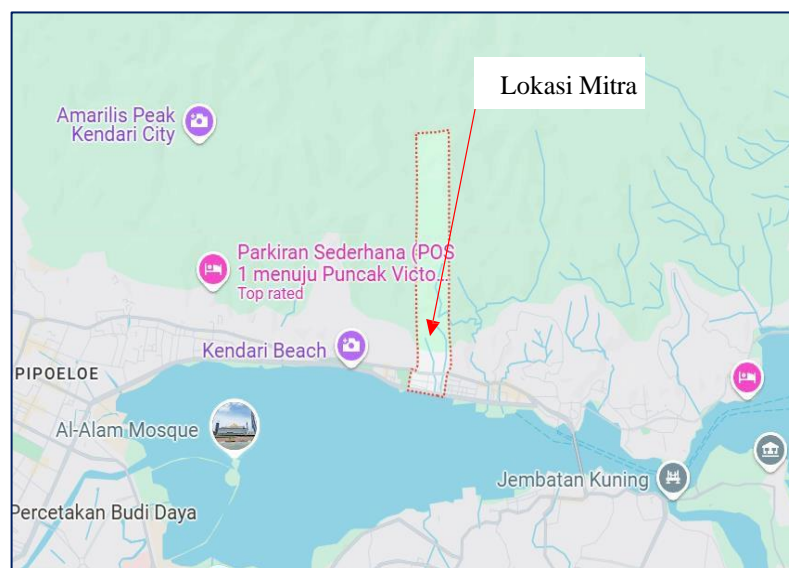 Lokasi Mitra
Amarilis Peak
Kendari City
Parkiran Sederhana (POS
1 menuju Puncak Victo...
Top rated
Kendari Beach
PIPOELOE
Al-Alam Mosque
Jembatan Kuning
Percetakan Budi Daya